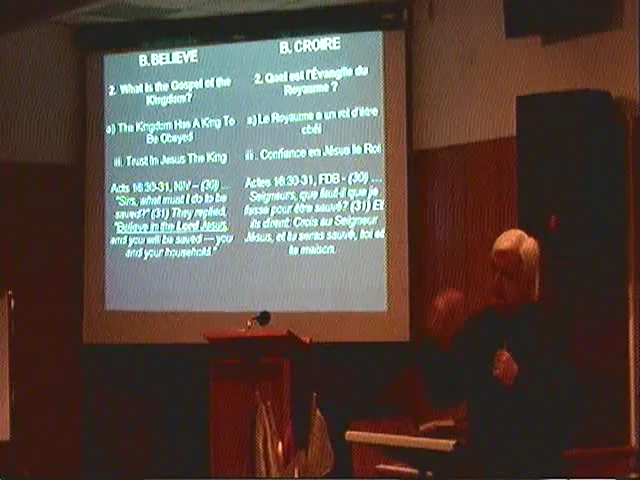 B. BELIEVE
2. What Is the Gospel of the
Kingdom?
a) The Kingdom Has A King To
Be Obeyed
iii. Trust In Jesus The King
Acts 16:30-31, NIV – (30) ...
"Sirs, what must I do to be
saved?" (31) They replied,
"Believe in the Lord Jesus,
and you will be saved — you
and your household."
B. CROIRE
2. Quel est l'Évangile du
Royaume ?
a) Le Royaume a un roi d'être
obéi
iii. Confiance en Jésus le Roi
Actes 16:30-31, FDB - (30) ...
Seigneurs, que faut-il que je
fasse pour être sauvé? (31) Et
ils dirent: Crois au Seigneur
Jésus, et tu seras sauvé, toi et
ta maison.